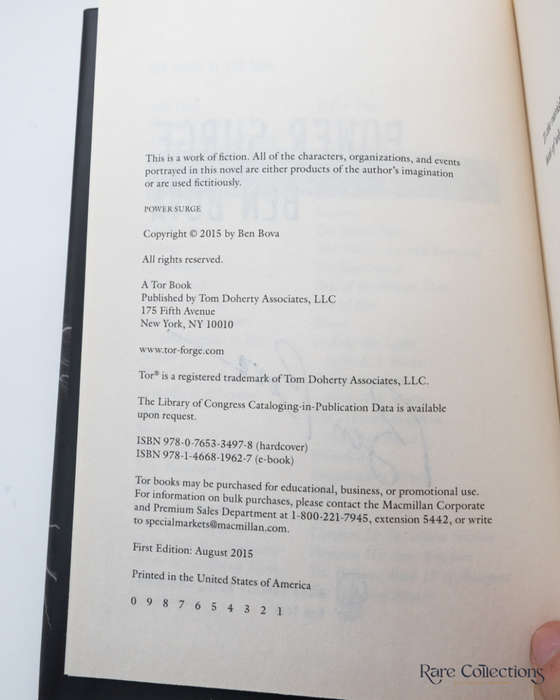 This is a work of fiction. All of the characters, organizations, and events
portrayed in this novel are either products of the author's imagination
or are used fictitiously.
POWER SURGE
Copyright © 2015 by Ben Bova
All rights reserved.
A Tor Book
Published by Tom Doherty Associates, LLC
175 Fifth Avenue
New York, NY 10010
www.tor-forge.com
Tor® is a registered trademark of Tom Doherty Associates, LLC.
The Library of Congress Cataloging-in-Publication Data is available
upon request.
ISBN 978-0-7653-3497-8 (hardcover)
ISBN 978-1-4668-1962-7 (e-book)
Tor books may be purchased for educational, business, or promotional use.
For information on bulk purchases, please contact the Macmillan Corporate
and Premium Sales Department at 1-800-221-7945, extension 5442, or write
to specialmarkets@macmillan.com.
First Edition: August 2015
Printed in the United States of America
0 9 8 7 6 5 4 3 2 1
Rare Collections